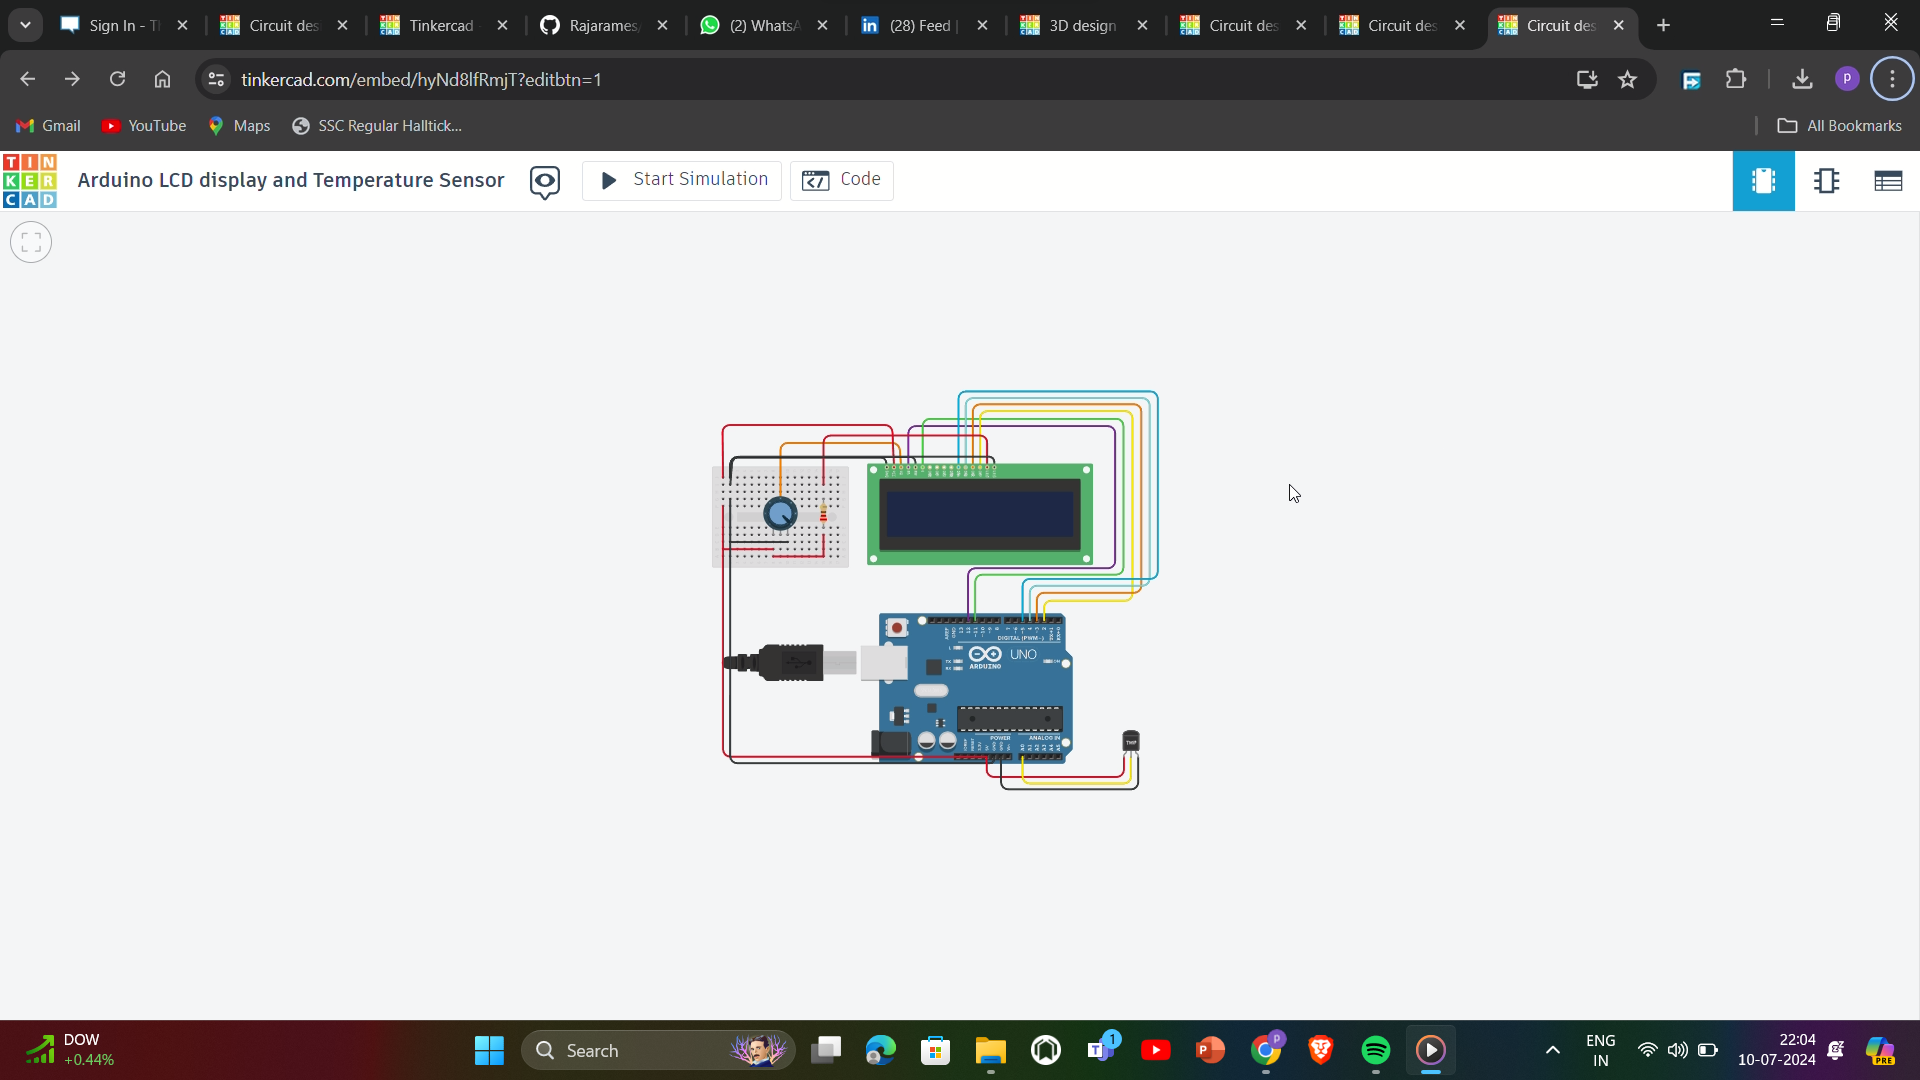 Sign In - Tl
Circuit des
Tinkercad
Rajarames
(2) WhatsA
(28) Feed |
3D design
Circuit des
Circuit des
Circuit des
tinkercad.com/embed/hyNd8lfRmjT?editbtn=1
p
Gmail
YouTube
Maps
SSC Regular Halltick...
All Bookmarks
TIN
KER
CAD
Arduino LCD display and Temperature Sensor
Start Simulation
Code
DIGITAL (PWM~)
UNO
ARDUINO
POWER
ANALOG IN
TMP
DOW
+0.44%
Search
1
P
ENG
IN
22:04
10-07-2024
PRE